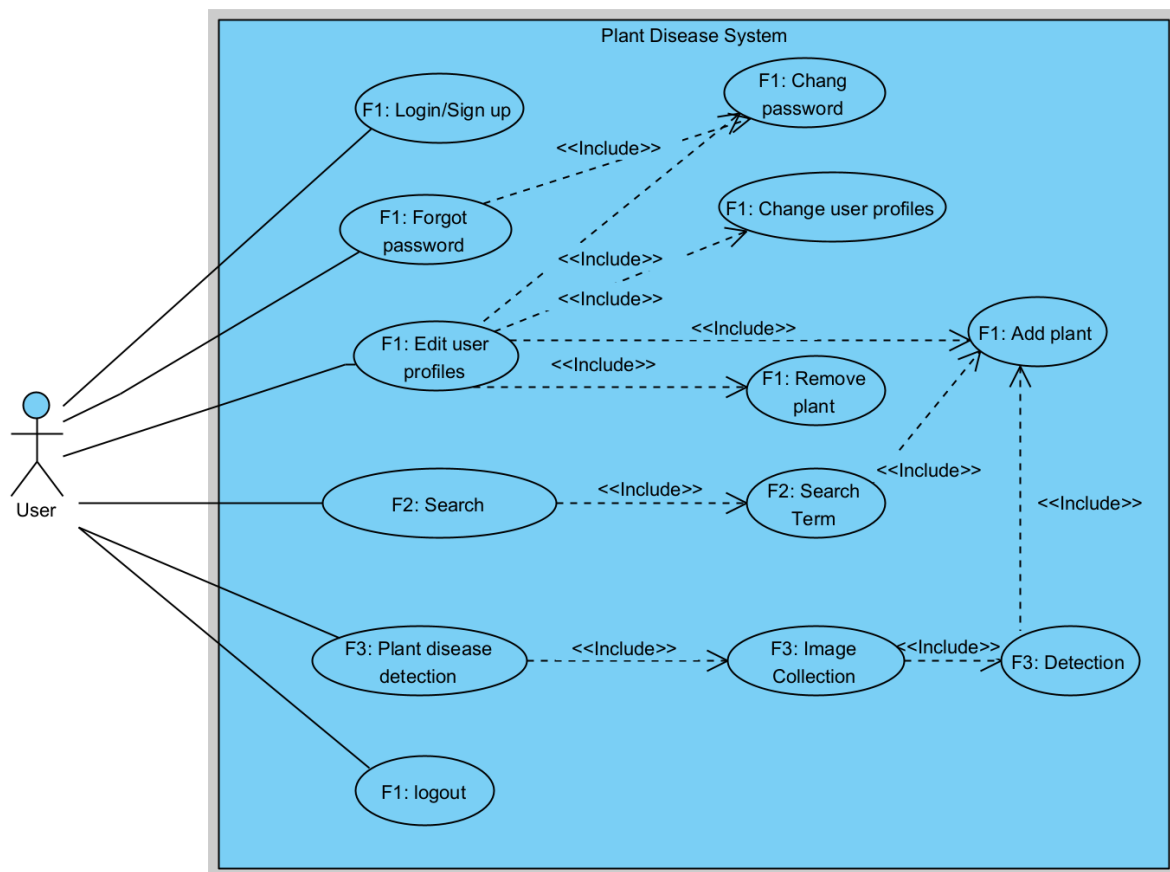 Plant Disease System
F1: Login/Sign up
F1: Chang
password
<<Include>>
F1: Forgot
password
F1: Change user profiles
<<Include>>
<<Include>>
F1: Edit user
profiles
<<Include>>
F1: Add plant
<<Include>>
F1: Remove
plant
User
F2: Search
<<Include>>
F2: Search
Term
<<Include>>
<<Include>>
F3: Plant disease
detection
<<Include>>
F3: Image
Collection
<<Include>>
F3: Detection
F1: logout